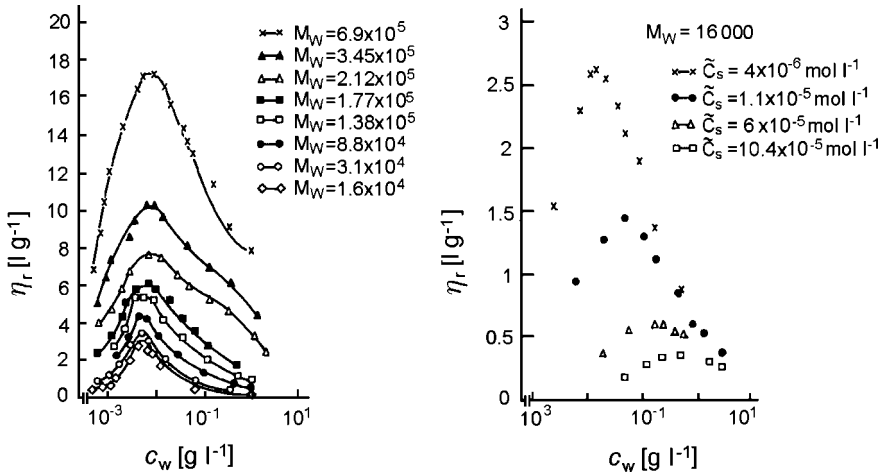 20
18
16
14
12
10
8
6
4
2
0
ηr [l g-1]
10-3
10-1
101
cw [g l-1]
MW=6.9x105
MW=3.45x105
MW=2.12x105
MW=1.77x105
MW=1.38x105
MW=8.8x104
MW=3.1x104
MW=1.6x104
3
2.5
2
1.5
1
0.5
0
ηr [l g-1]
103
10-1
101
cw [g l-1]
MW = 16 000
C̃s = 4x10-6 mol l-1
C̃s = 1.1x10-5 mol l-1
C̃s = 6x10-5 mol l-1
C̃s =10.4x10-5 mol l-1